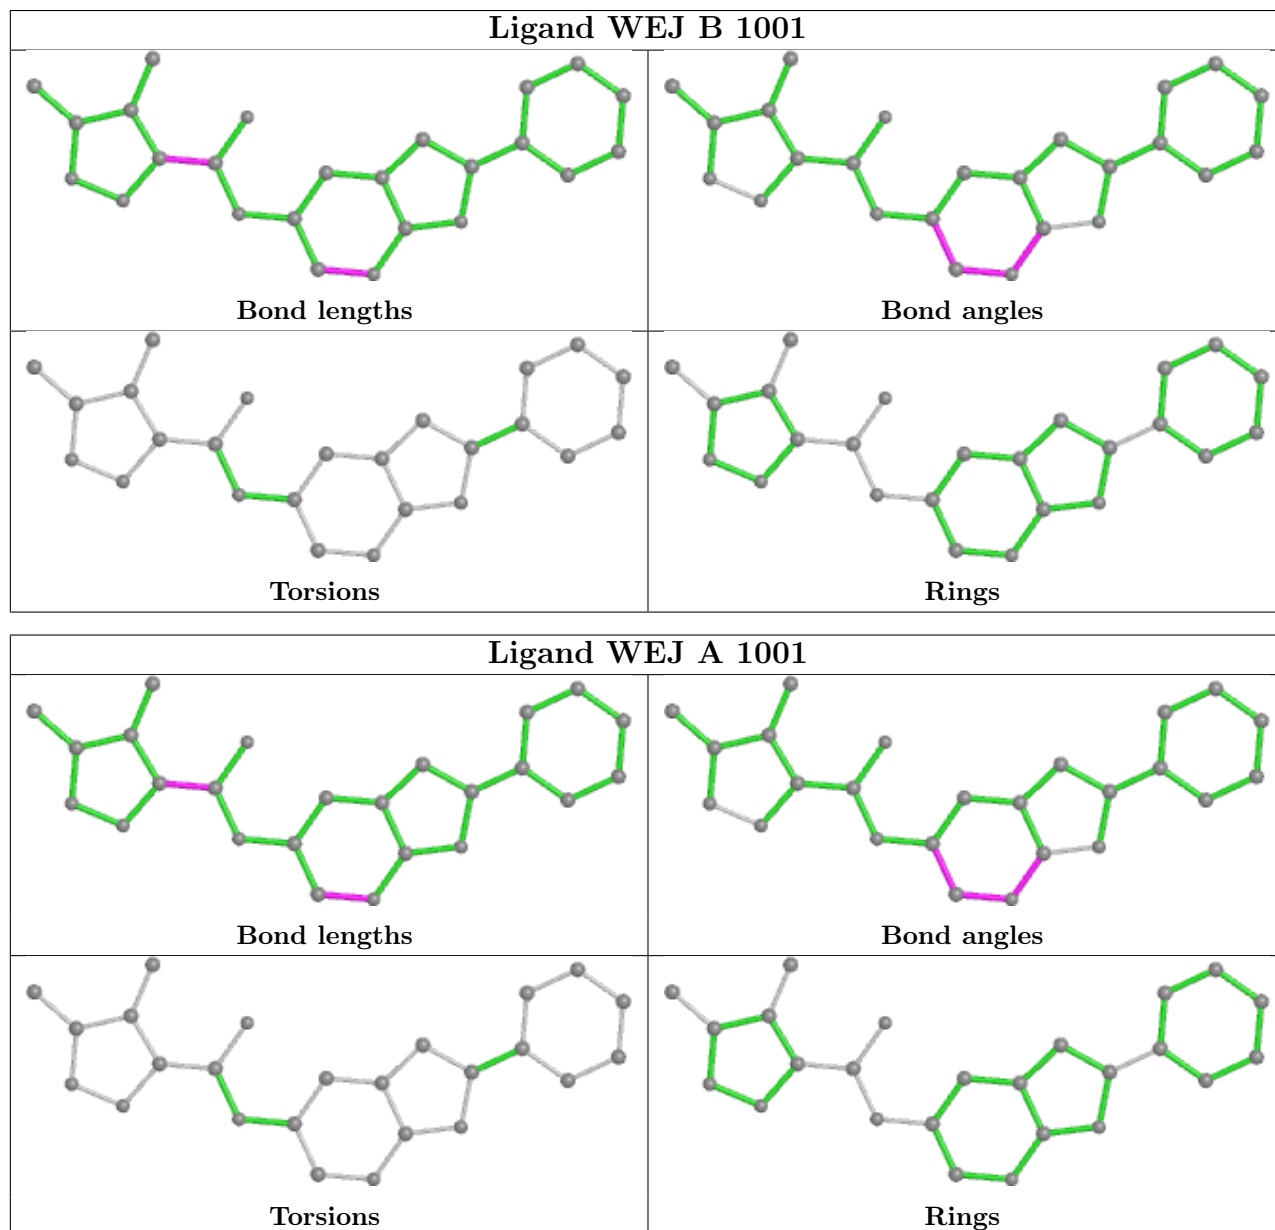 Ligand WEJ B 1001
Bond lengths
Bond angles
Torsions
Rings
Ligand WEJ A 1001
Bond lengths
Bond angles
Torsions
Rings